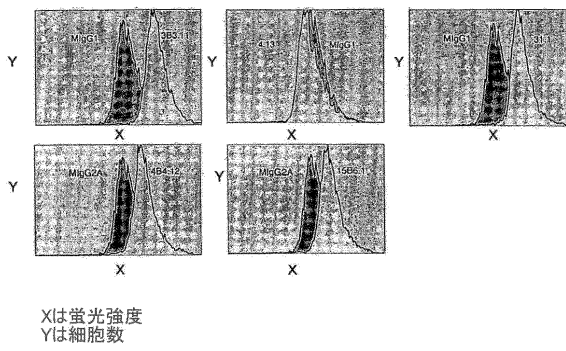 Y
MIgG1
3B3.11
X
Y
4.13
MIgG1
X
Y
MIgG1
31.1
X
Y
MIgG2A
4B4.12
X
Y
MIgG2A
15B6.1
X
Xは蛍光強度
Yは細胞数